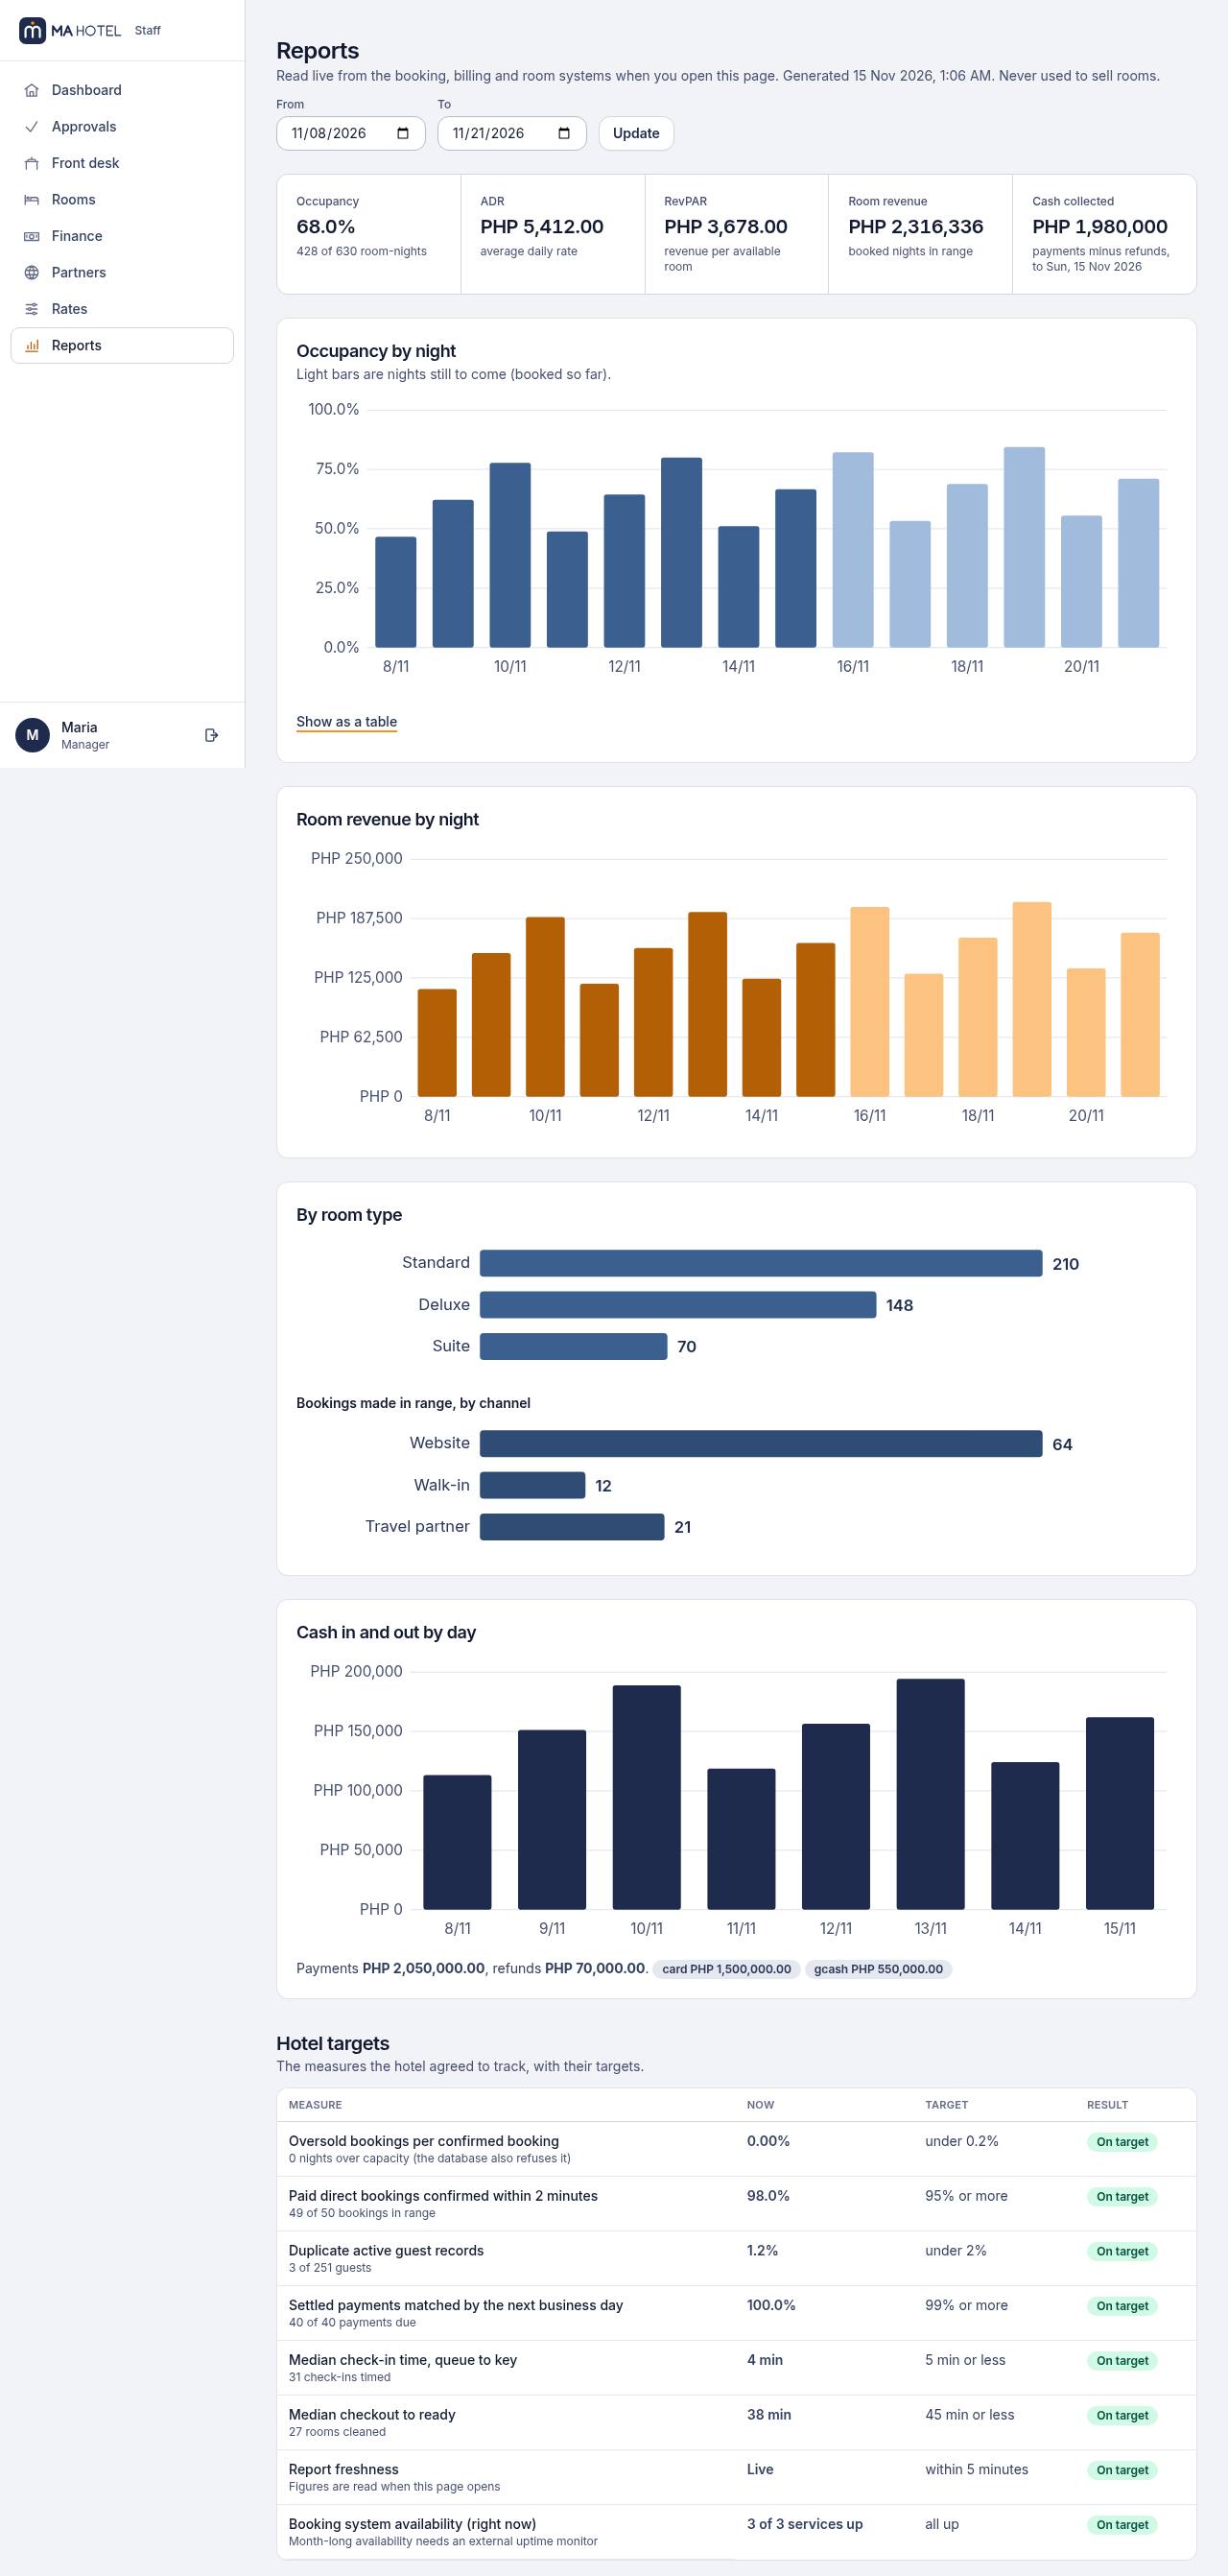 MA HOTEL Staff
Dashboard
Approvals
Front desk
Rooms
Finance
Partners
Rates
Reports
M
Maria
Manager
Reports
Read live from the booking, billing and room systems when you open this page. Generated 15 Nov 2026, 1:06 AM. Never used to sell rooms.
From To
11/08/2026 11/21/2026 Update
Occupancy
68.0%
428 of 630 room-nights
ADR
PHP 5,412.00
average daily rate
RevPAR
PHP 3,678.00
revenue per available
room
Room revenue
PHP 2,316,336
booked nights in range
Cash collected
PHP 1,980,000
payments minus refunds,
to Sun, 15 Nov 2026
Occupancy by night
Light bars are nights still to come (booked so far).
100.0%
75.0%
50.0%
25.0%
0.0%
8/11 10/11 12/11 14/11 16/11 18/11 20/11
Show as a table
Room revenue by night
PHP 250,000
PHP 187,500
PHP 125,000
PHP 62,500
PHP 0
8/11 10/11 12/11 14/11 16/11 18/11 20/11
By room type
Standard 210
Deluxe 148
Suite 70
Bookings made in range, by channel
Website 64
Walk-in 12
Travel partner 21
Cash in and out by day
PHP 200,000
PHP 150,000
PHP 100,000
PHP 50,000
PHP 0
8/11 9/11 10/11 11/11 12/11 13/11 14/11 15/11
Payments PHP 2,050,000.00, refunds PHP 70,000.00. card PHP 1,500,000.00 gcash PHP 550,000.00
Hotel targets
The measures the hotel agreed to track, with their targets.
MEASURE NOW TARGET RESULT
Oversold bookings per confirmed booking 0.00% under 0.2% On target
0 nights over capacity (the database also refuses it)
Paid direct bookings confirmed within 2 minutes 98.0% 95% or more On target
49 of 50 bookings in range
Duplicate active guest records 1.2% under 2% On target
3 of 251 guests
Settled payments matched by the next business day 100.0% 99% or more On target
40 of 40 payments due
Median check-in time, queue to key 4 min 5 min or less On target
31 check-ins timed
Median checkout to ready 38 min 45 min or less On target
27 rooms cleaned
Report freshness Live within 5 minutes On target
Figures are read when this page opens
Booking system availability (right now) 3 of 3 services up all up On target
Month-long availability needs an external uptime monitor